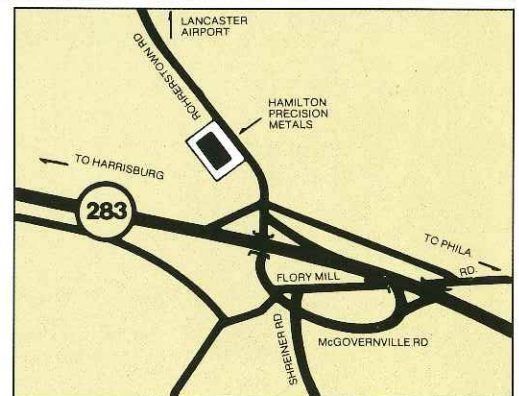 LANCASTER
AIRPORT
ROHRERSTOWN RD
HAMILTON
PRECISION
METALS
TO HARRISBURG
283
TO PHILA.
FLORY MILL
RD.
SHREINER RD
McGOVERNVILLE RD